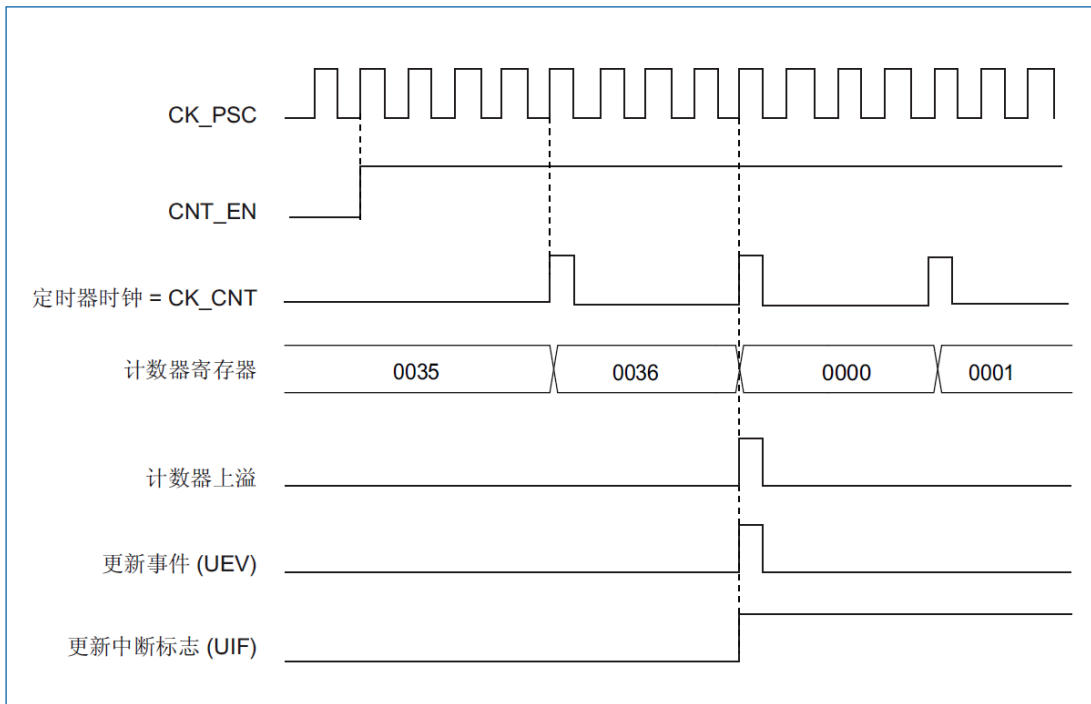 CK_PSC
CNT_EN
定时器时钟 = CK_CNT
计数器寄存器 0035 0036 0000 0001
计数器上溢
更新事件 (UEV)
更新中断标志 (UIF)